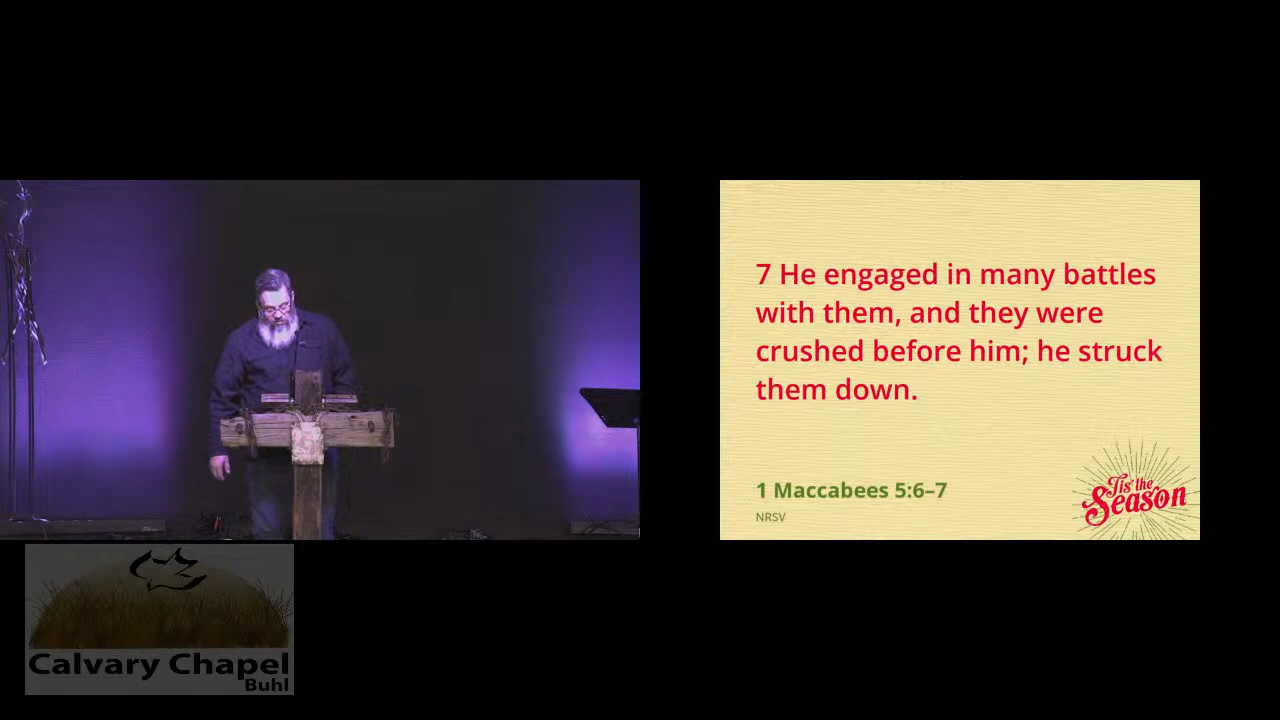 7 He engaged in many battles
with them, and they were
crushed before him; he struck
them down.
1 Maccabees 5:6–7
NRSV
'Tis the
Season
Calvary Chapel
Buhl